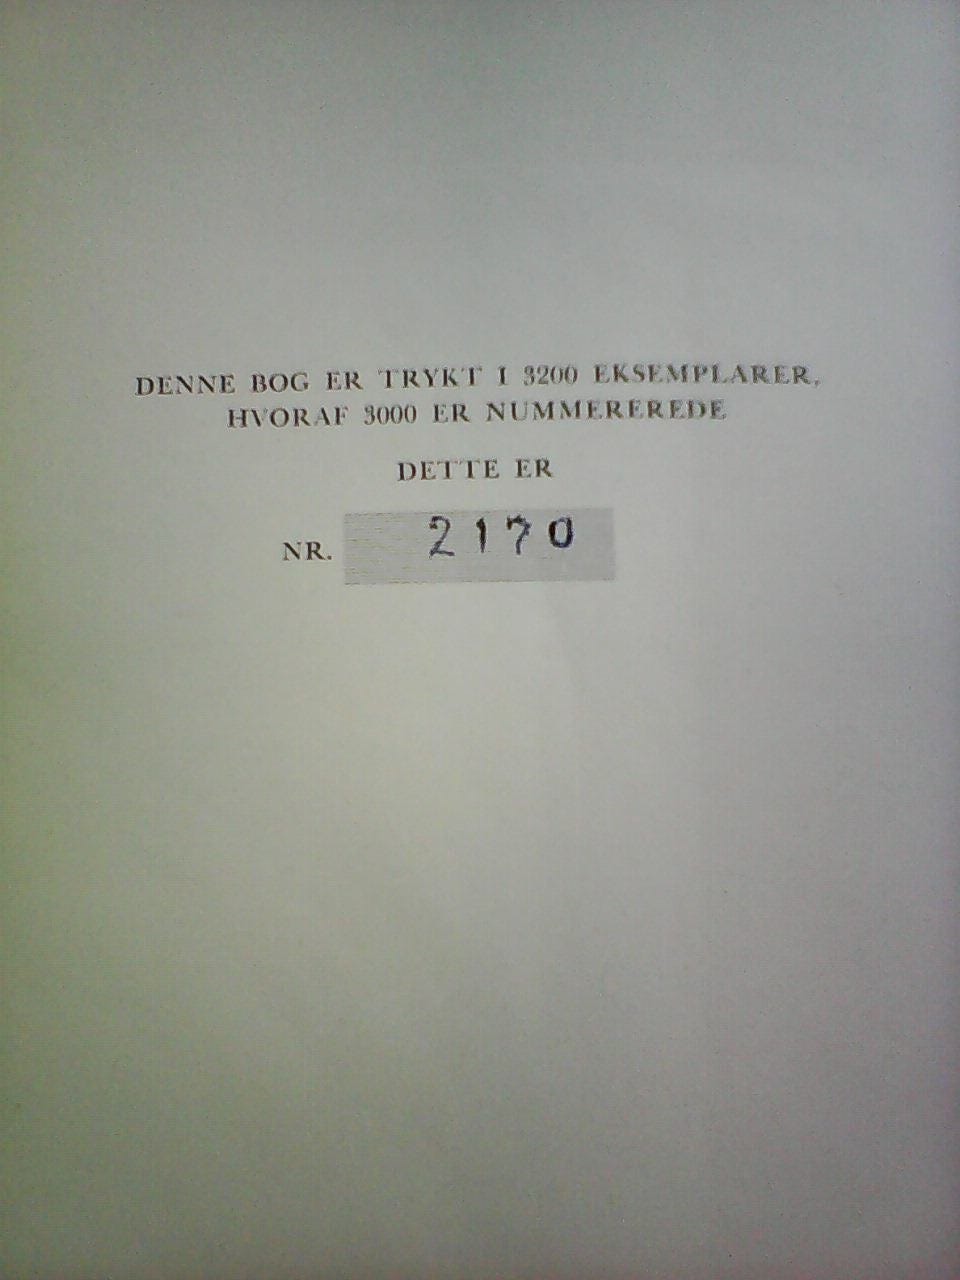 DENNE BOG ER TRYKT I 3200 EKSEMPLARER,
HVORAF 3000 ER NUMMEREREDE
DETTE ER
NR. 2170